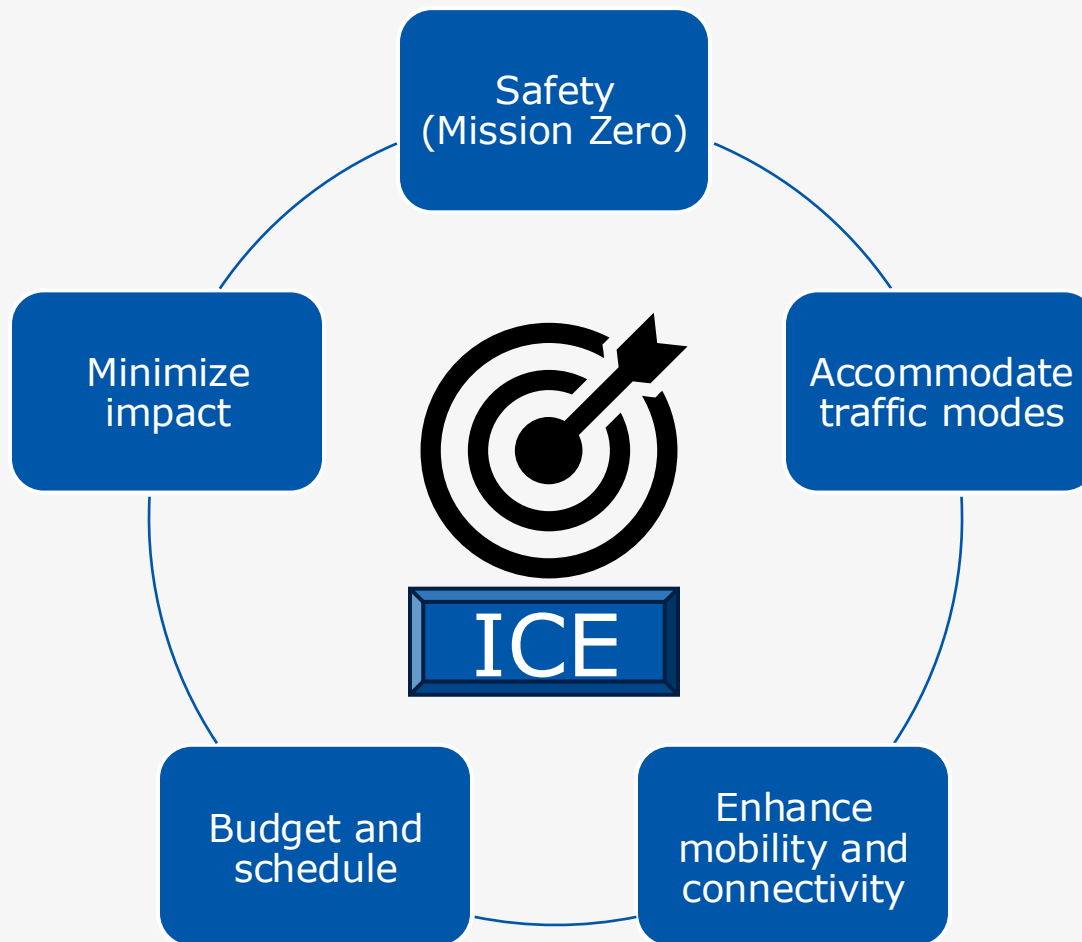 Safety
(Mission Zero)
Minimize
impact
Accommodate
traffic modes
ICE
Budget and
schedule
Enhance
mobility and
connectivity